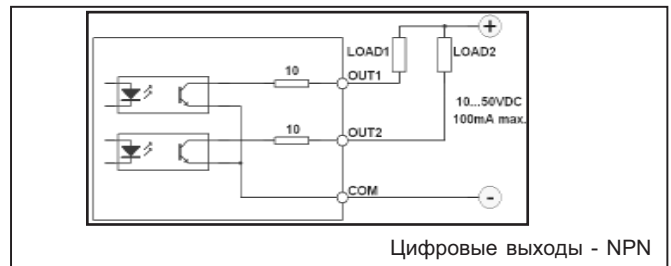 +
LOAD1
LOAD2
10
OUT1
10...50VDC
100mA max.
10
OUT2
COM
-
Цифровые выходы - NPN